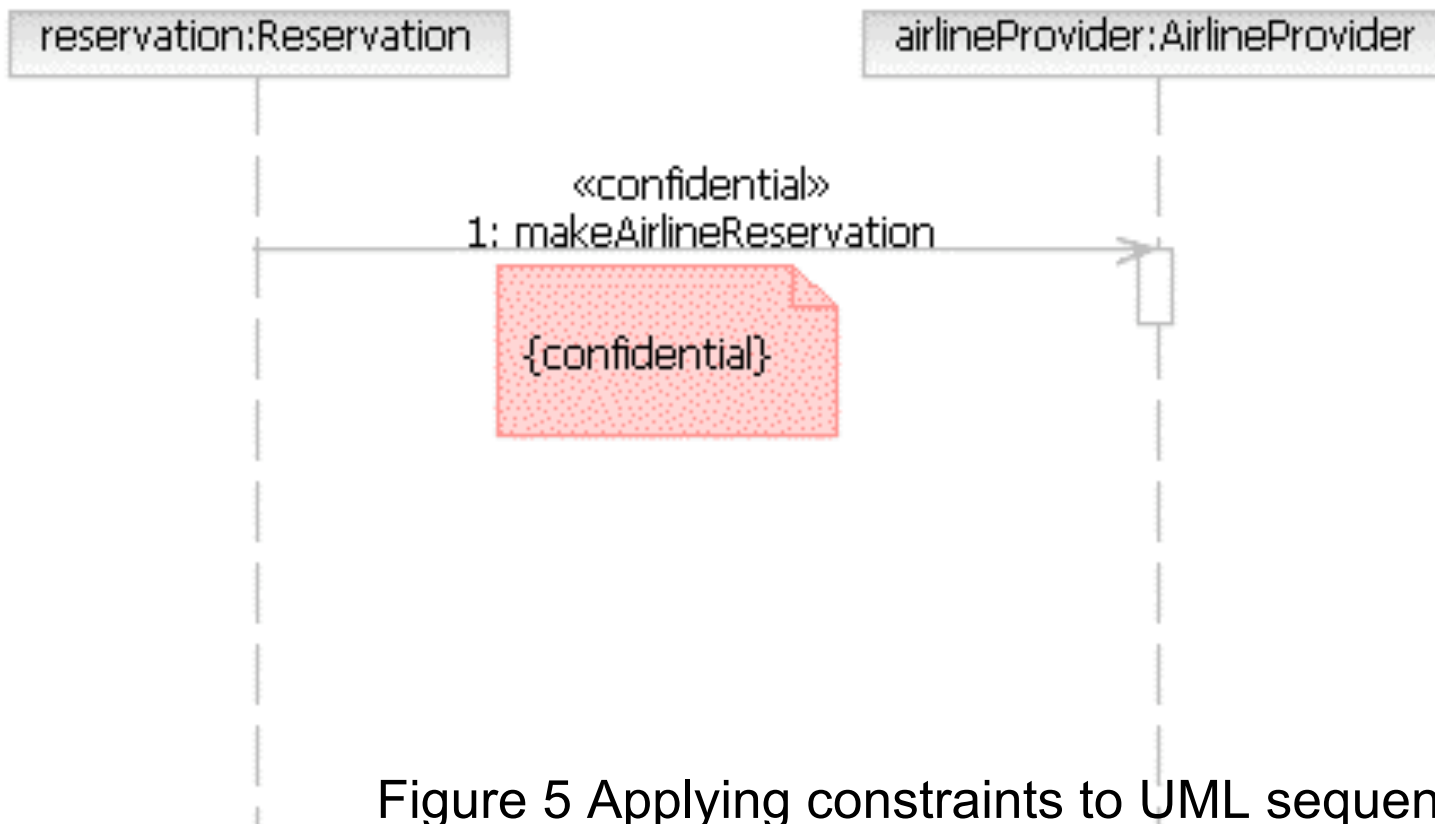 reservation:Reservation
airlineProvider:AirlineProvider
«confidential»
1: makeAirlineReservation
{confidential}
Figure 5 Applying constraints to UML sequen